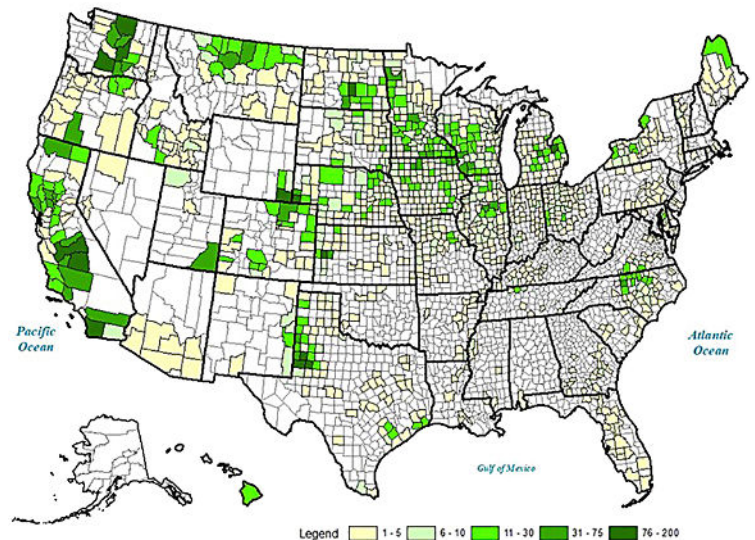 Pacific
Ocean
Atlantic
Ocean
Gulf of Mexico
Legend 1 - 5 6 - 10 11 - 30 31 - 75 76 - 200